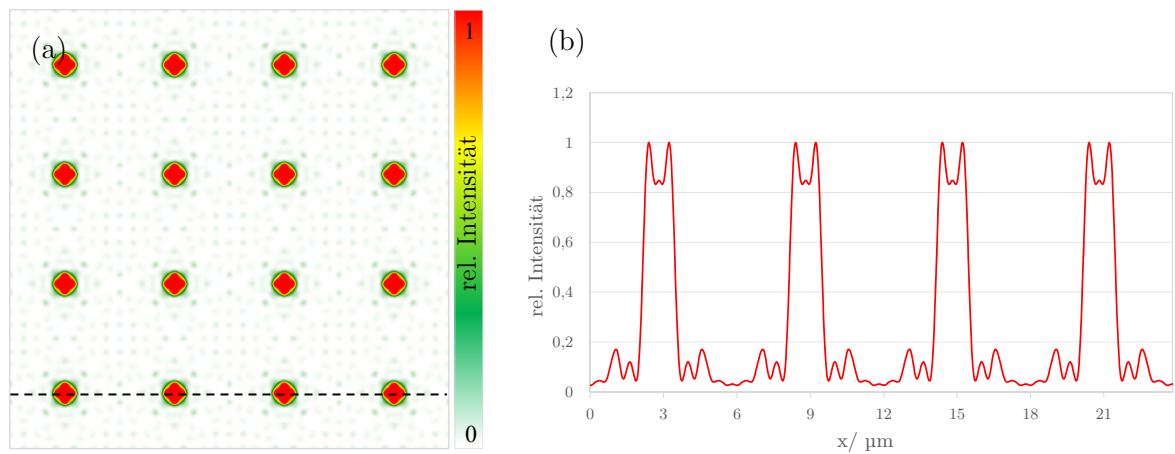 (a)
1
rel. Intensität
0
(b)
1,2
1
0,8
0,6
0,4
0,2
0
rel. Intensität
0 3 6 9 12 15 18 21
x/ µm